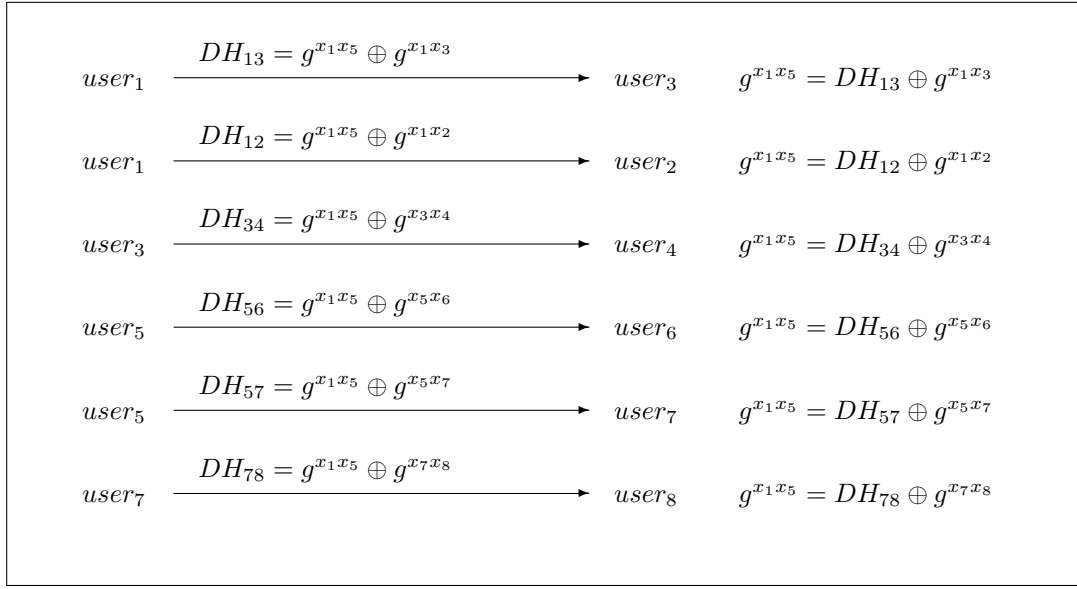 DH₁₃ = g^{x₁x₅} ⊕ g^{x₁x₃}
user₁ user₃ g^{x₁x₅} = DH₁₃ ⊕ g^{x₁x₃}
DH₁₂ = g^{x₁x₅} ⊕ g^{x₁x₂}
user₁ user₂ g^{x₁x₅} = DH₁₂ ⊕ g^{x₁x₂}
DH₃₄ = g^{x₁x₅} ⊕ g^{x₃x₄}
user₃ user₄ g^{x₁x₅} = DH₃₄ ⊕ g^{x₃x₄}
DH₅₆ = g^{x₁x₅} ⊕ g^{x₅x₆}
user₅ user₆ g^{x₁x₅} = DH₅₆ ⊕ g^{x₅x₆}
DH₅₇ = g^{x₁x₅} ⊕ g^{x₅x₇}
user₅ user₇ g^{x₁x₅} = DH₅₇ ⊕ g^{x₅x₇}
DH₇₈ = g^{x₁x₅} ⊕ g^{x₇x₈}
user₇ user₈ g^{x₁x₅} = DH₇₈ ⊕ g^{x₇x₈}